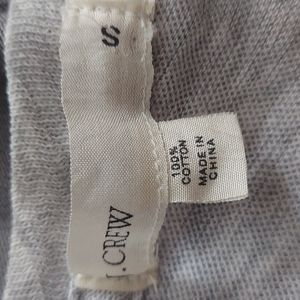 J.CREW
S
100%
COTTON
MADE IN
CHINA